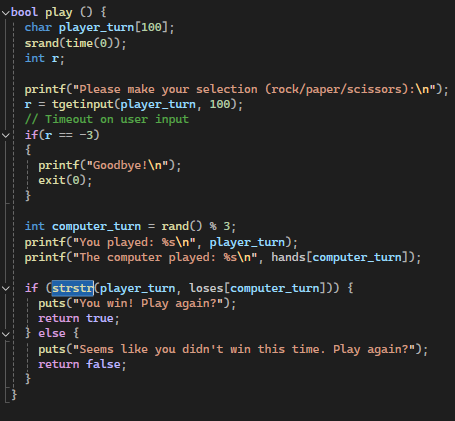 bool play () {
char player_turn[100];
srand(time(0));
int r;
printf("Please make your selection (rock/paper/scissors):\n");
r = tgetinput(player_turn, 100);
// Timeout on user input
if(r == -3)
{
printf("Goodbye!\n");
exit(0);
}
int computer_turn = rand() % 3;
printf("You played: %s\n", player_turn);
printf("The computer played: %s\n", hands[computer_turn]);
if (strstr(player_turn, loses[computer_turn])) {
puts("You win! Play again?");
return true;
} else {
puts("Seems like you didn't win this time. Play again?");
return false;
}
}